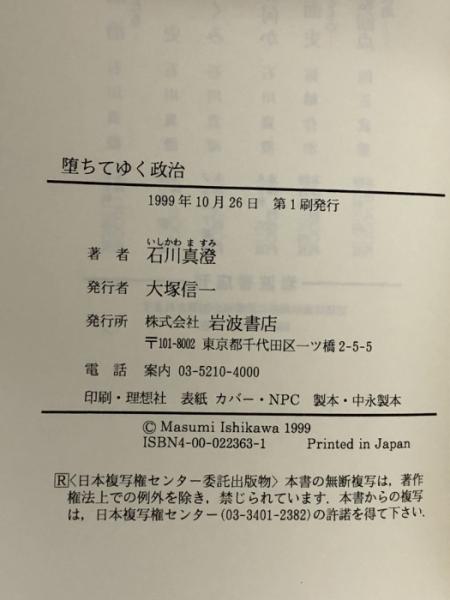 堕ちてゆく政治
1999年10月26日 第1刷発行
いしかわ ま すみ
著者 石川真澄
発行者 大塚信一
発行所 株式会社 岩波書店
〒101-8002 東京都千代田区一ツ橋2-5-5
電話 案内 03-5210-4000
印刷・理想社 表紙 カバー・NPC 製本・中永製本
© Masumi Ishikawa 1999
ISBN4-00-022363-1 Printed in Japan
Ⓡ〈日本複写権センター委託出版物〉本書の無断複写は，著作
権法上での例外を除き，禁じられています．本書からの複写
は，日本複写権センター(03-3401-2382)の許諾を得て下さい．